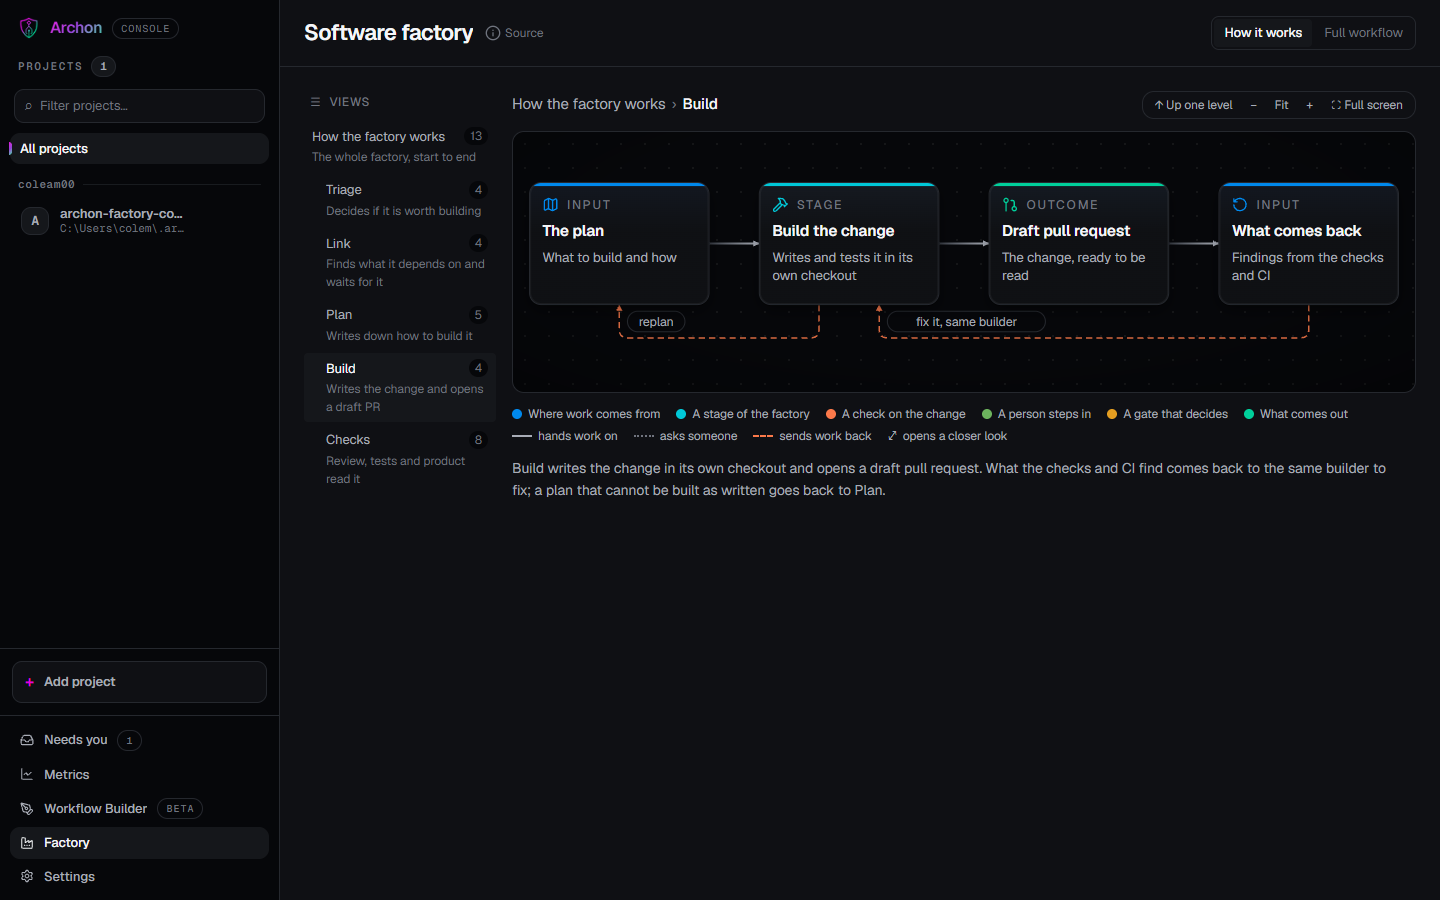 Archon CONSOLE
PROJECTS 1
Filter projects...
All projects
coleam00
A archon-factory-co...
C:\Users\colem\.ar...
Add project
Needs you 1
Metrics
Workflow Builder BETA
Factory
Settings
Software factory Source
How it works Full workflow
VIEWS
How the factory works 13
The whole factory, start to end
Triage 4
Decides if it is worth building
Link 4
Finds what it depends on and
waits for it
Plan 5
Writes down how to build it
Build 4
Writes the change and opens
a draft PR
Checks 8
Review, tests and product
read it
How the factory works › Build
↑ Up one level − Fit + Full screen
INPUT
The plan
What to build and how
STAGE
Build the change
Writes and tests it in its
own checkout
OUTCOME
Draft pull request
The change, ready to be
read
INPUT
What comes back
Findings from the checks
and CI
replan
fix it, same builder
Where work comes from A stage of the factory A check on the change A person steps in A gate that decides What comes out
hands work on asks someone sends work back opens a closer look
Build writes the change in its own checkout and opens a draft pull request. What the checks and CI find comes back to the same builder to
fix; a plan that cannot be built as written goes back to Plan.